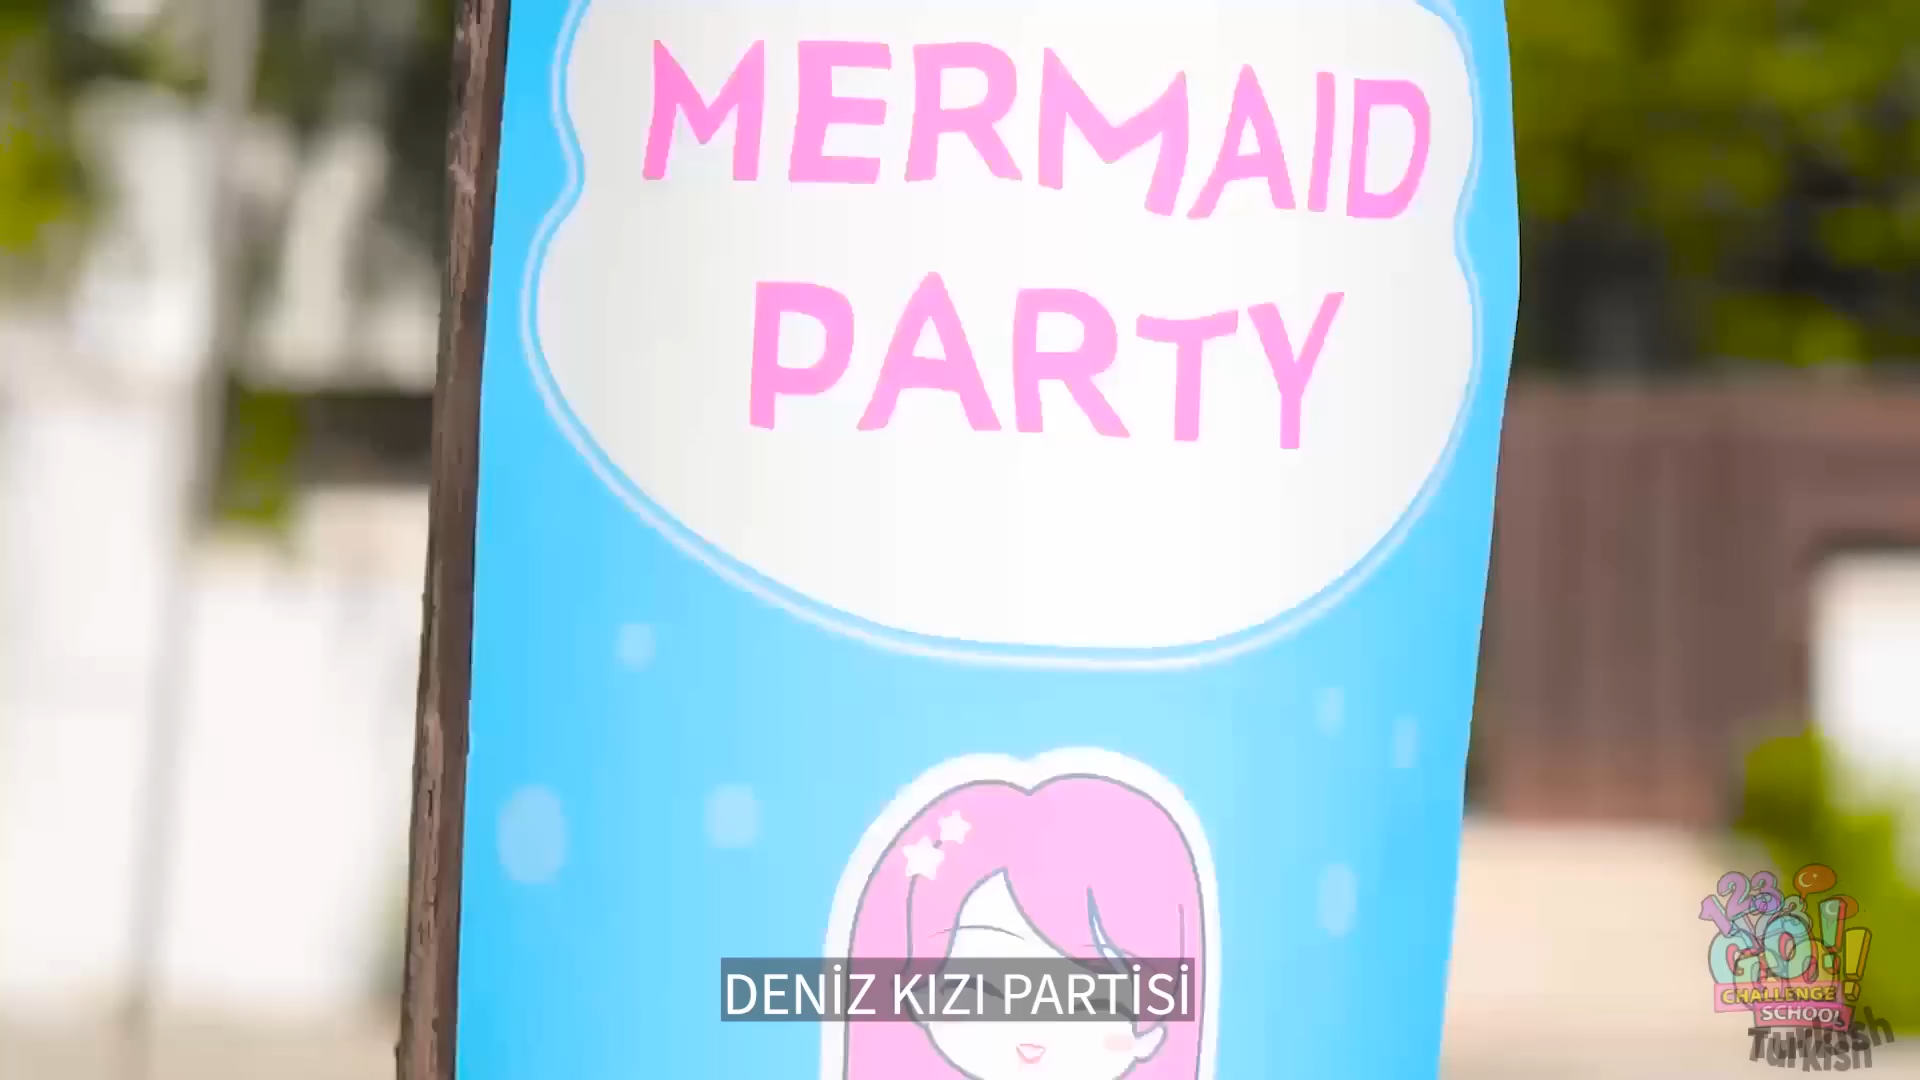 MERMAID
PARTY
DENİZ KIZI PARTİSİ
123
GO!
CHALLENGE
SCHOOL
Turkish